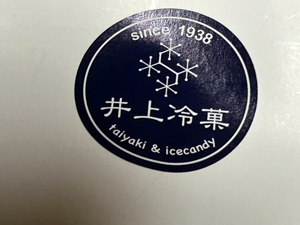 since 1938
井上冷菓
taiyaki & icecandy